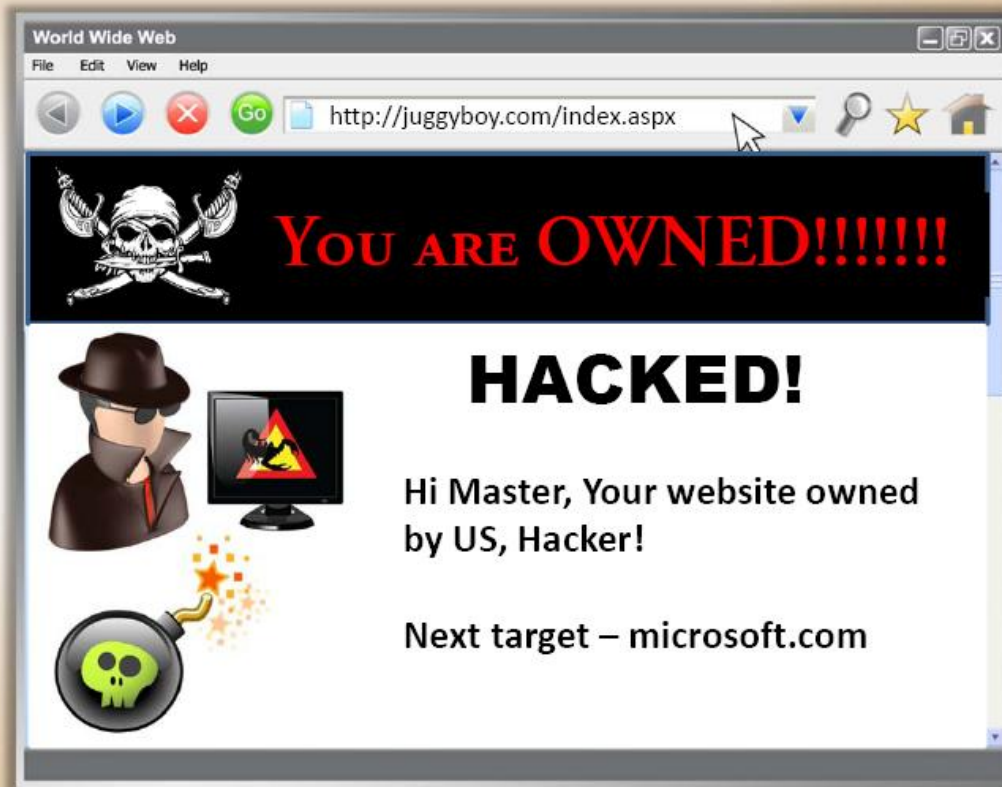 World Wide Web
File Edit View Help
Go http://juggyboy.com/index.aspx
You are OWNED!!!!!!!
HACKED!
Hi Master, Your website owned
by US, Hacker!
Next target – microsoft.com